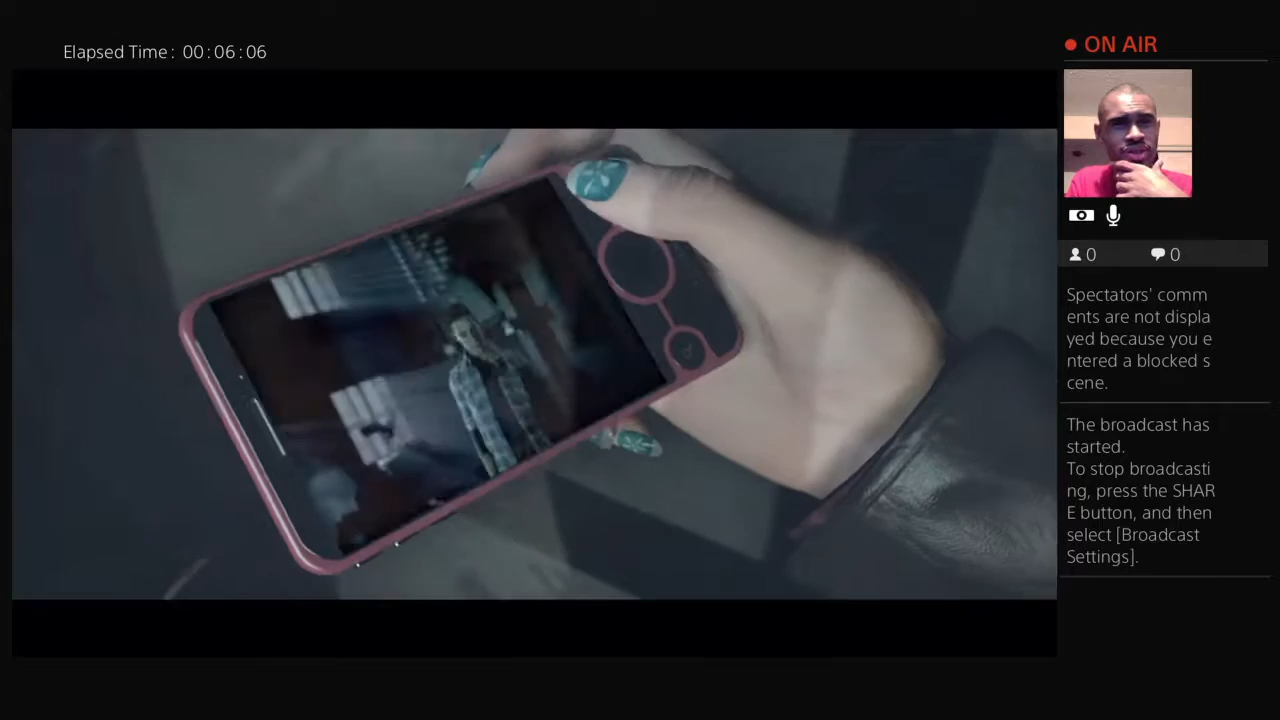 Elapsed Time: 00:06:06
ON AIR
0 0
Spectators' comm
ents are not displa
yed because you e
ntered a blocked s
cene.
The broadcast has
started.
To stop broadcasti
ng, press the SHAR
E button, and then
select [Broadcast
Settings].